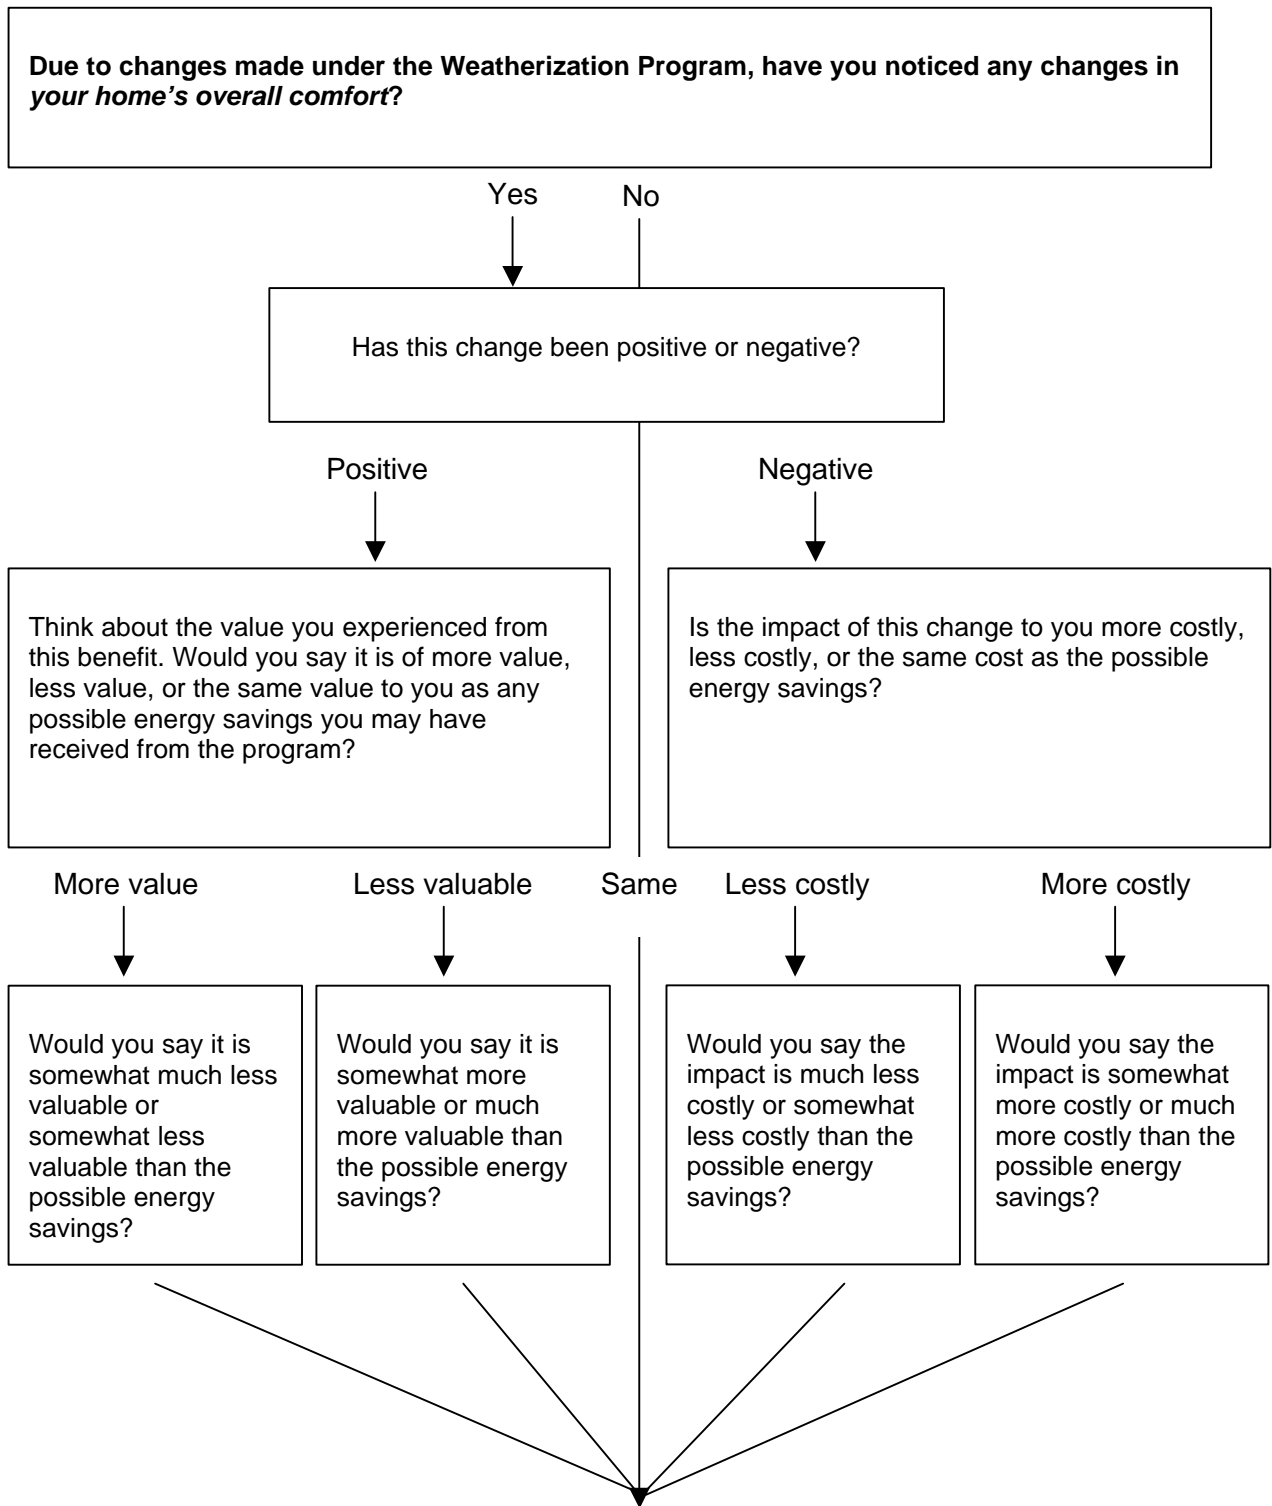 Due to changes made under the Weatherization Program, have you noticed any changes in
your home's overall comfort?
Yes
No
Has this change been positive or negative?
Positive
Negative
Think about the value you experienced from
this benefit. Would you say it is of more value,
less value, or the same value to you as any
possible energy savings you may have
received from the program?
Is the impact of this change to you more costly,
less costly, or the same cost as the possible
energy savings?
More value
Less valuable
Same
Less costly
More costly
Would you say it is
somewhat much less
valuable or
somewhat less
valuable than the
possible energy
savings?
Would you say it is
somewhat more
valuable or much
more valuable than
the possible energy
savings?
Would you say the
impact is much less
costly or somewhat
less costly than the
possible energy
savings?
Would you say the
impact is somewhat
more costly or much
more costly than the
possible energy
savings?